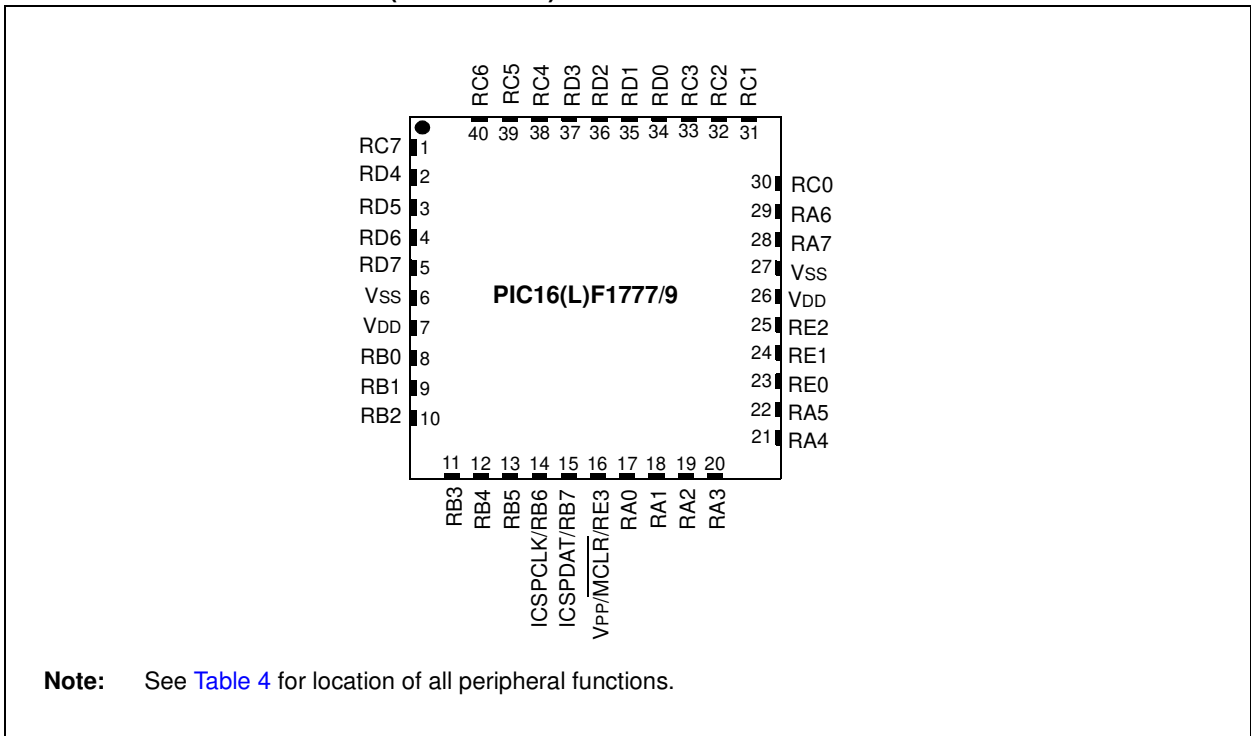 RC6
RC5
RC4
RD3
RD2
RD1
RD0
RC3
RC2
RC1
40 39 38 37 36 35 34 33 32 31
RC7 1
RD4 2
RD5 3
RD6 4
RD7 5
VSS 6
VDD 7
RB0 8
RB1 9
RB2 10
PIC16(L)F1777/9
30 RC0
29 RA6
28 RA7
27 VSS
26 VDD
25 RE2
24 RE1
23 RE0
22 RA5
21 RA4
11 12 13 14 15 16 17 18 19 20
RB3
RB4
RB5
ICSPCLK/RB6
ICSPDAT/RB7
VPP/MCLR/RE3
RA0
RA1
RA2
RA3
Note: See Table 4 for location of all peripheral functions.